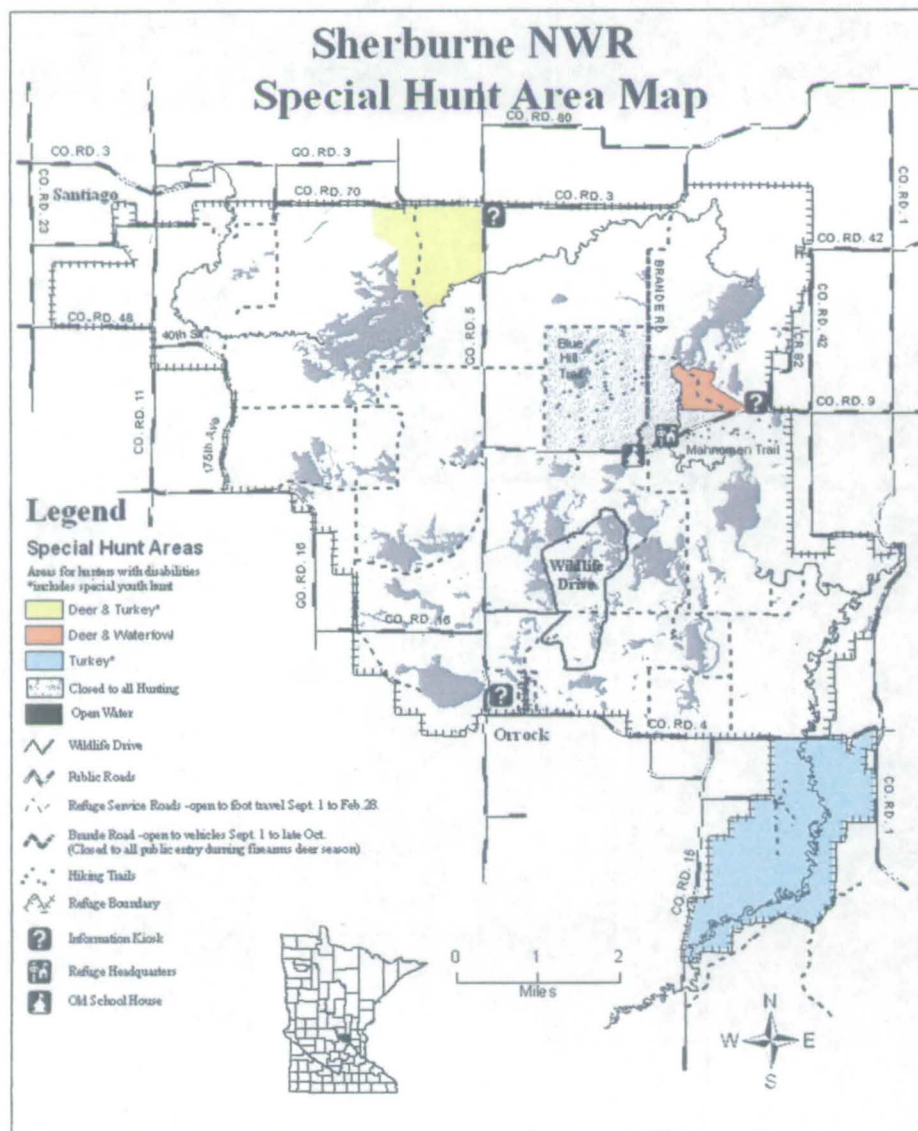 Sherburne NWR
Special Hunt Area Map
CO. RD. 80
CO. RD. 3
CO. RD. 3
CO. RD. 70
CO. RD. 3
Santiago
CO. RD. 23
CO. RD. 1
CO. RD. 42
BRANDE RD
CO. RD. 5
CO. RD. 48
40th St
CO. RD. 42
CR. 82
Blue
Hill
Trail
CO. RD. 11
CO. RD. 9
175th Ave
Mahnomen Trail
Legend
Special Hunt Areas
Areas for hunters with disabilities
*includes special youth hunt
Deer & Turkey*
Deer & Waterfowl
Turkey*
Closed to all Hunting
Open Water
Wildlife Drive
Public Roads
Refuge Service Roads -open to foot travel Sept. 1 to Feb. 28.
Brande Road -open to vehicles Sept. 1 to late Oct.
(Closed to all public entry durring firearms deer season)
Hiking Trails
Refuge Boundary
? Information Kiosk
Refuge Headquarters
Old School House
CO. RD. 16
Wildlife
Drive
CO. RD. 16
Orrock
CO. RD. 4
CO. RD. 1
CO. RD. 15
0 1 2
Miles
N
W E
S